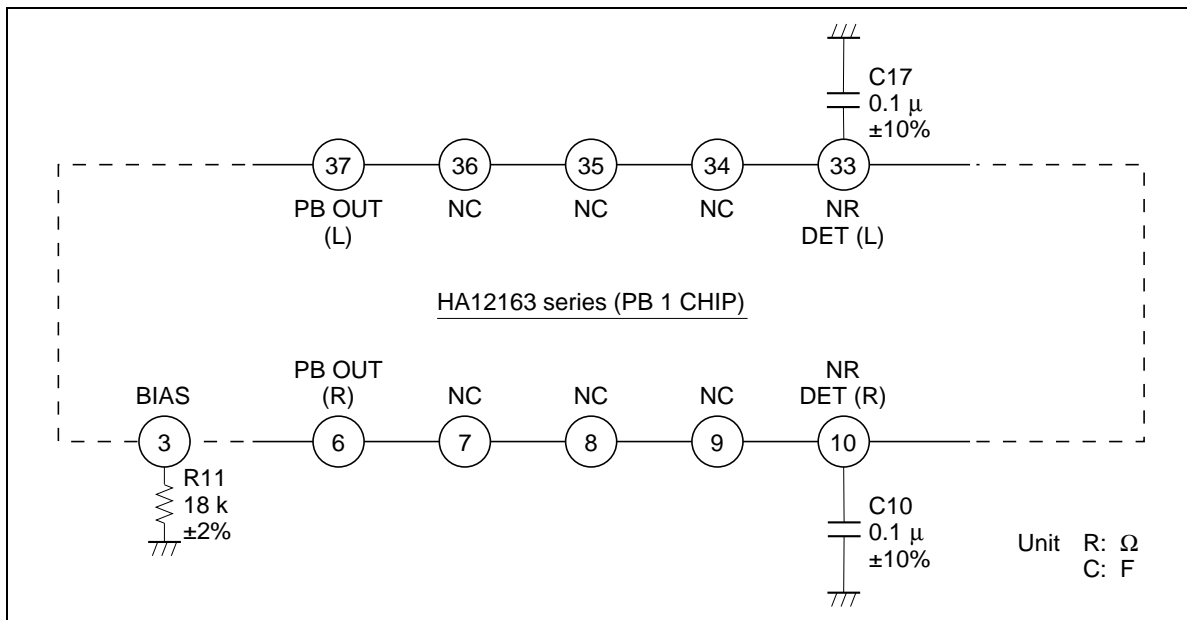 C17
0.1 μ
±10%
37 36 35 34 33
PB OUT
(L)
NC
NC
NC
NR
DET (L)
HA12163 series (PB 1 CHIP)
BIAS
PB OUT
(R)
NC
NC
NC
NR
DET (R)
3 6 7 8 9 10
R11
18 k
±2%
C10
0.1 μ
±10%
Unit R: Ω
C: F